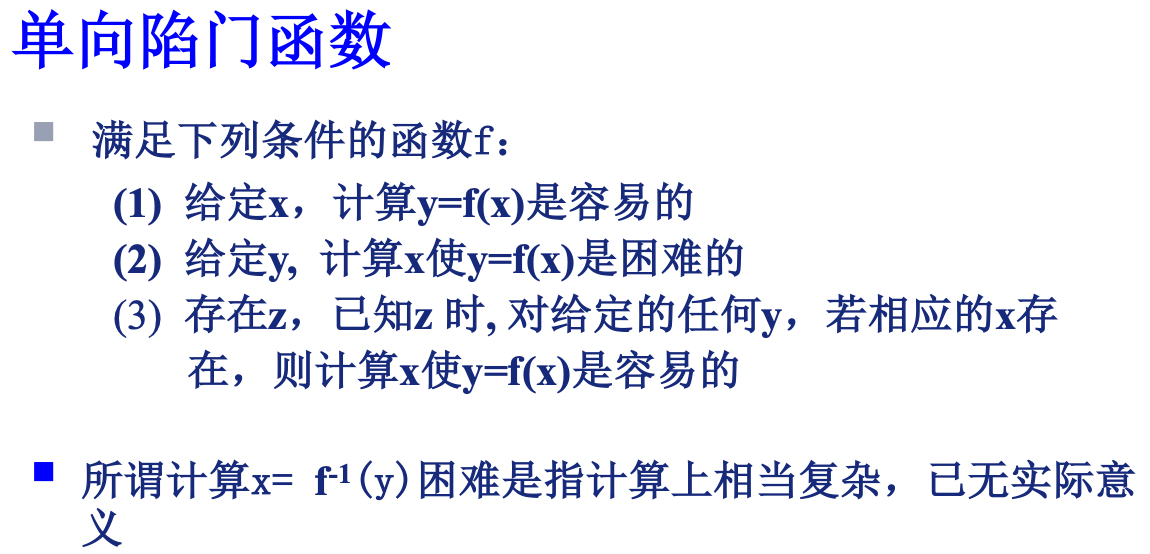 单向陷门函数
满足下列条件的函数f：
(1) 给定x，计算y=f(x)是容易的
(2) 给定y, 计算x使y=f(x)是困难的
(3) 存在z，已知z 时, 对给定的任何y，若相应的x存
在，则计算x使y=f(x)是容易的
所谓计算x= f⁻¹(y)困难是指计算上相当复杂，已无实际意
义